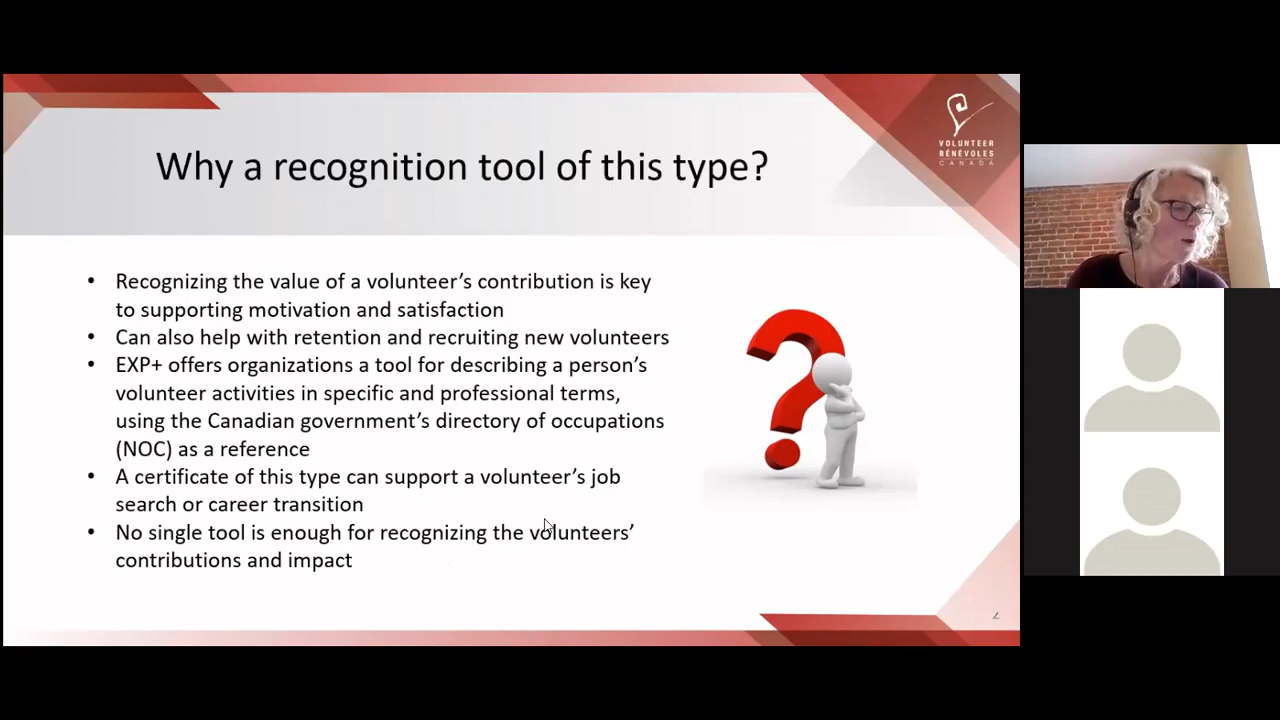 Why a recognition tool of this type?
VOLUNTEER
BÉNÉVOLES
CANADA
• Recognizing the value of a volunteer’s contribution is key
to supporting motivation and satisfaction
• Can also help with retention and recruiting new volunteers
• EXP+ offers organizations a tool for describing a person’s
volunteer activities in specific and professional terms,
using the Canadian government’s directory of occupations
(NOC) as a reference
• A certificate of this type can support a volunteer’s job
search or career transition
• No single tool is enough for recognizing the volunteers’
contributions and impact